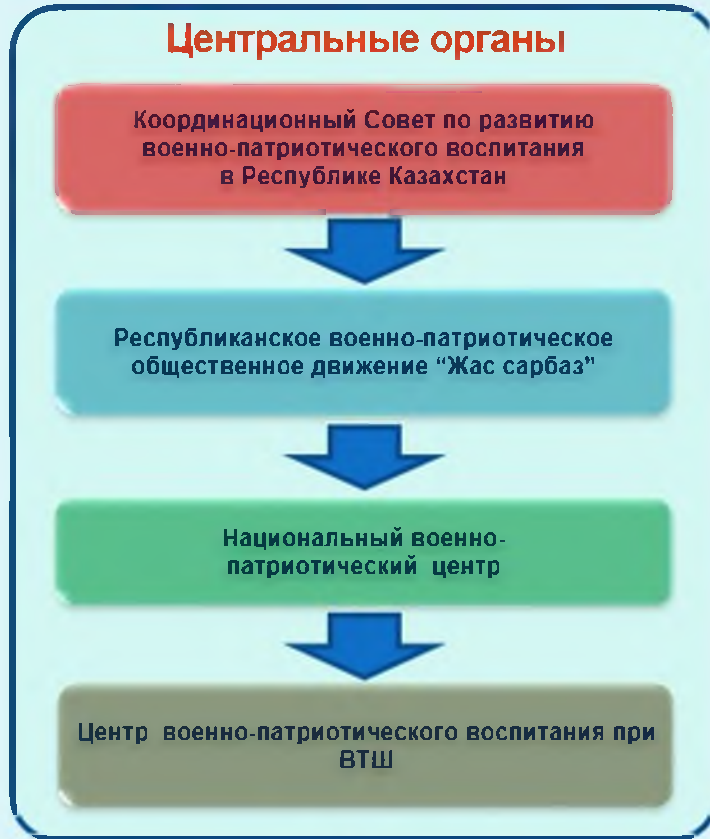 Центральные органы
Координационный Совет по развитию
военно-патриотического воспитания
в Республике Казахстан
Республиканское военно-патриотическое
общественное движение “Жас сарбаз”
Национальный военно-
патриотический центр
Центр военно-патриотического воспитания при
ВТШ